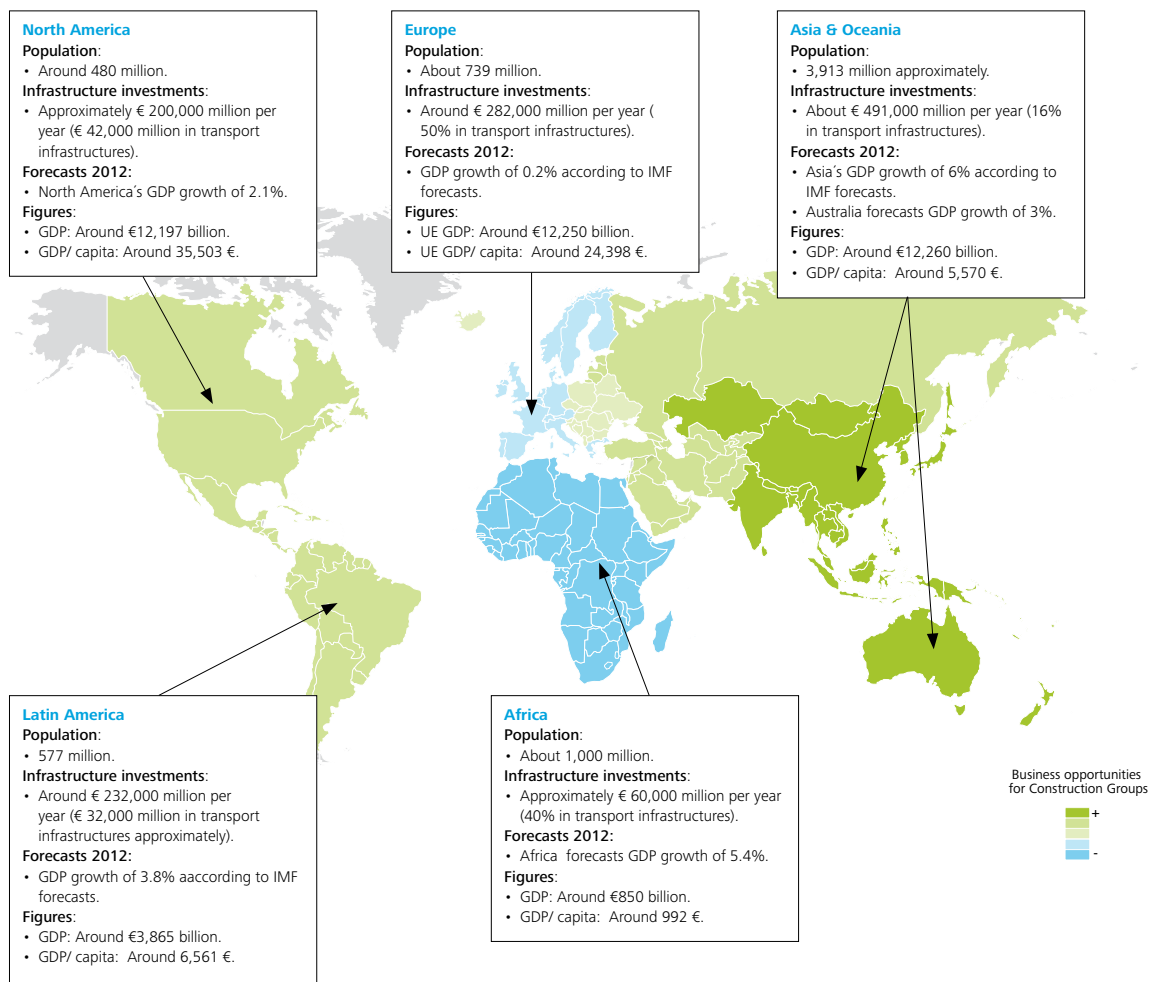 North America
Population:
• Around 480 million.
Infrastructure investments:
• Approximately € 200,000 million per
year (€ 42,000 million in transport
infrastructures).
Forecasts 2012:
• North America´s GDP growth of 2.1%.
Figures:
• GDP: Around €12,197 billion.
• GDP/ capita: Around 35,503 €.
Europe
Population:
• About 739 million.
Infrastructure investments:
• Around € 282,000 million per year (
50% in transport infrastructures).
Forecasts 2012:
• GDP growth of 0.2% according to IMF
forecasts.
Figures:
• UE GDP: Around €12,250 billion.
• UE GDP/ capita: Around 24,398 €.
Asia & Oceania
Population:
• 3,913 million approximately.
Infrastructure investments:
• About € 491,000 million per year (16%
in transport infrastructures).
Forecasts 2012:
• Asia´s GDP growth of 6% according to
IMF forecasts.
• Australia forecasts GDP growth of 3%.
Figures:
• GDP: Around €12,260 billion.
• GDP/ capita: Around 5,570 €.
Latin America
Population:
• 577 million.
Infrastructure investments:
• Around € 232,000 million per
year (€ 32,000 million in transport
infrastructures approximately).
Forecasts 2012:
• GDP growth of 3.8% aaccording to IMF
forecasts.
Figures:
• GDP: Around €3,865 billion.
• GDP/ capita: Around 6,561 €.
Africa
Population:
• About 1,000 million.
Infrastructure investments:
• Approximately € 60,000 million per year
(40% in transport infrastructures).
Forecasts 2012:
• Africa forecasts GDP growth of 5.4%.
Figures:
• GDP: Around €850 billion.
• GDP/ capita: Around 992 €.
Business opportunities
for Construction Groups
+
-